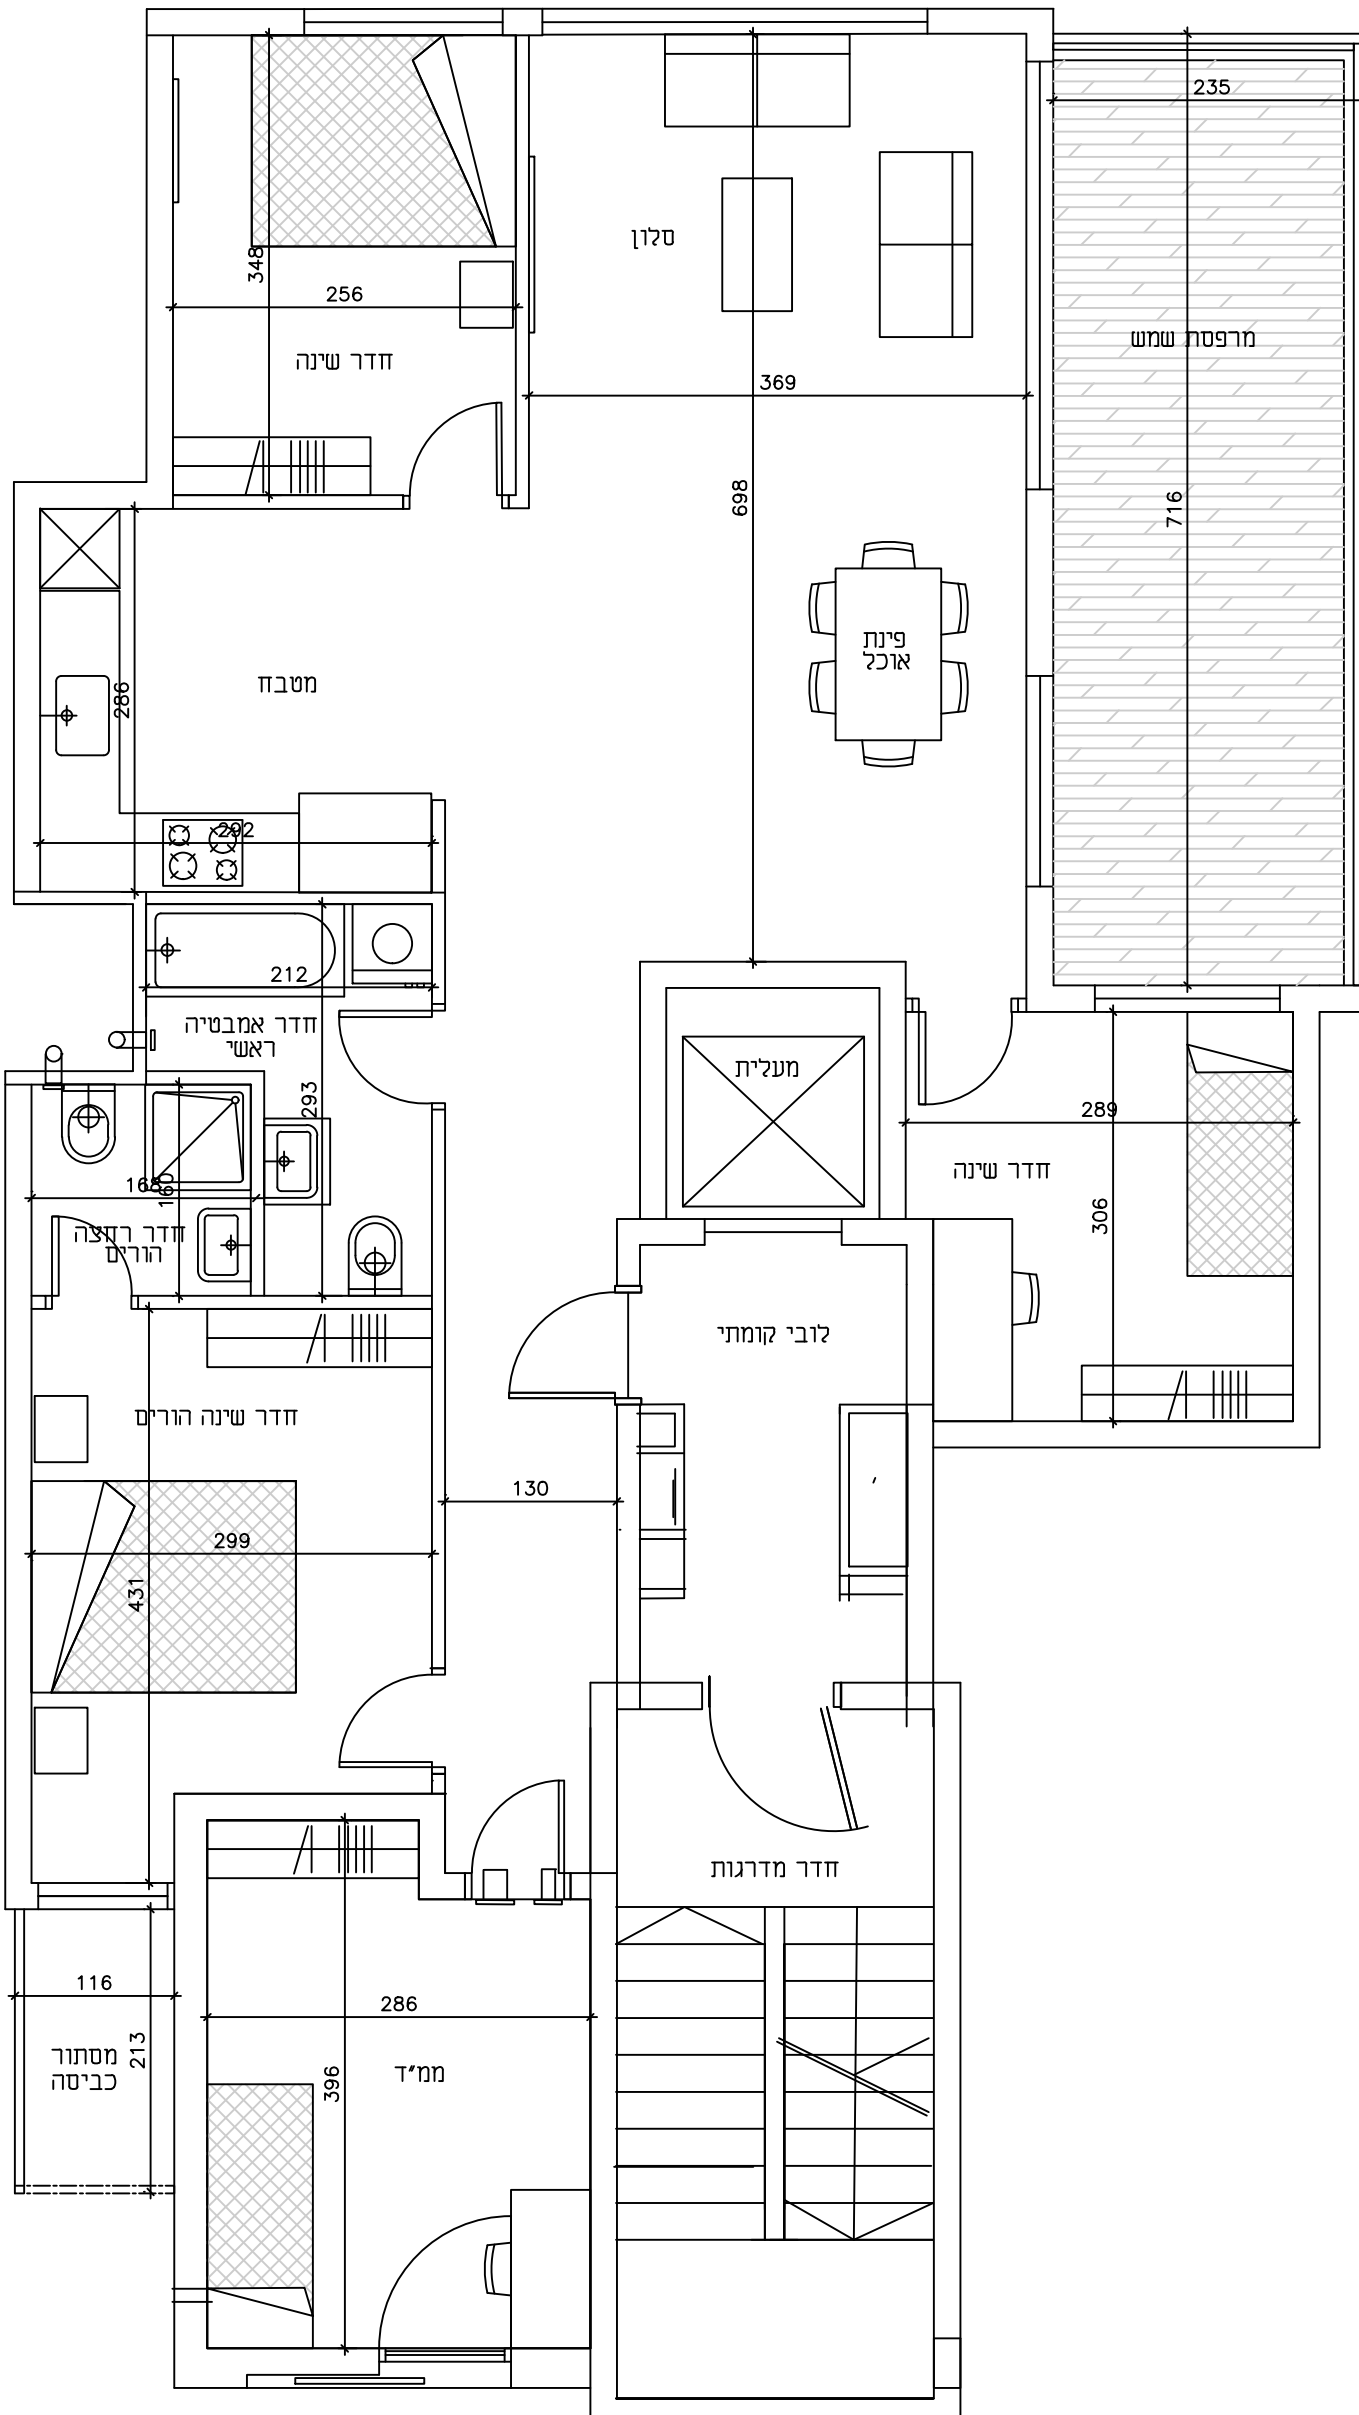 235
348
256
סלון
מרפסת שמש
חדר שינה
369
698
716
פינת
אוכל
מטבח
286
292
212
חדר אמבטיה
ראשי
293
מעלית
289
חדר שינה
168
160
306
חדר רחצה
הורים
לובי קומתי
חדר שינה הורים
130
299
431
חדר מדרגות
116
286
213
מסתור
כביסה
396
ממ"ד